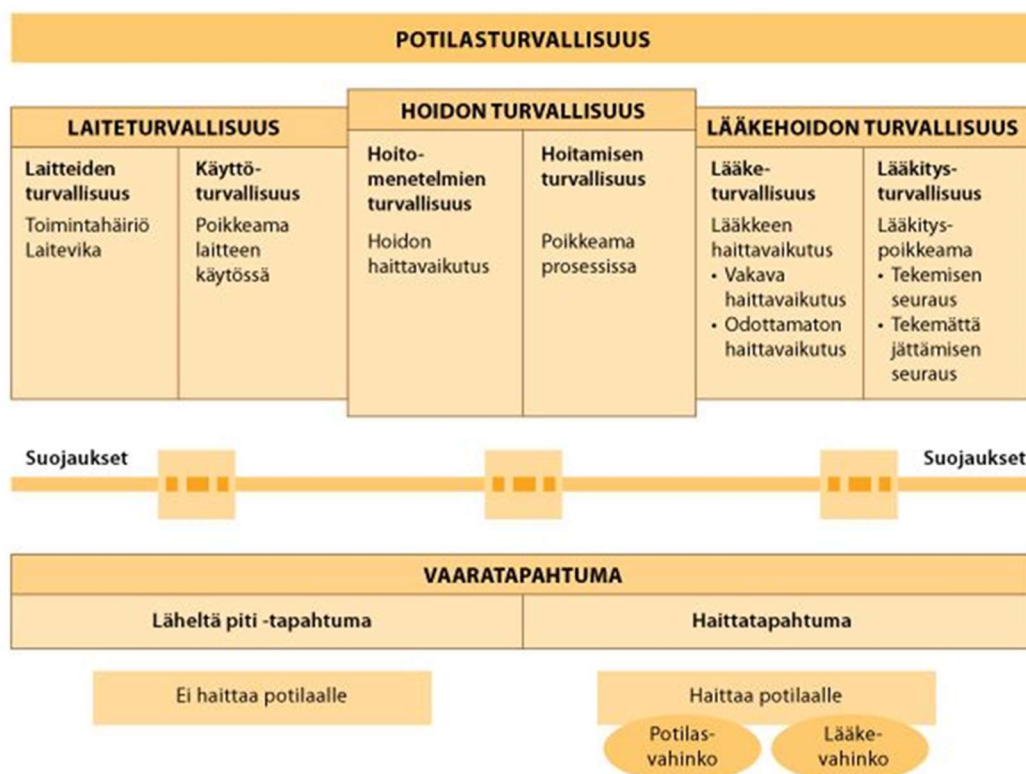 POTILASTURVALLISUUS
LAITETURVALLISUUS
Laitteiden
turvallisuus
Toimintahäiriö
Laitevika
Käyttö-
turvallisuus
Poikkeama
laitteen
käytössä
HOIDON TURVALLISUUS
Hoito-
menetelmien
turvallisuus
Hoidon
haittavaikutus
Hoitamisen
turvallisuus
Poikkeama
prosessissa
LÄÄKEHOIDON TURVALLISUUS
Lääke-
turvallisuus
Lääkkeen
haittavaikutus
• Vakava
haittavaikutus
• Odottamaton
haittavaikutus
Lääkitys-
turvallisuus
Lääkitys-
poikkeama
• Tekemisen
seuraus
• Tekemättä
jättämisen
seuraus
Suojaukset
Suojaukset
VAARATAPAHTUMA
Läheltä piti -tapahtuma
Haittatapahtuma
Ei haittaa potilaalle
Haittaa potilaalle
Potilas-
vahinko
Lääke-
vahinko